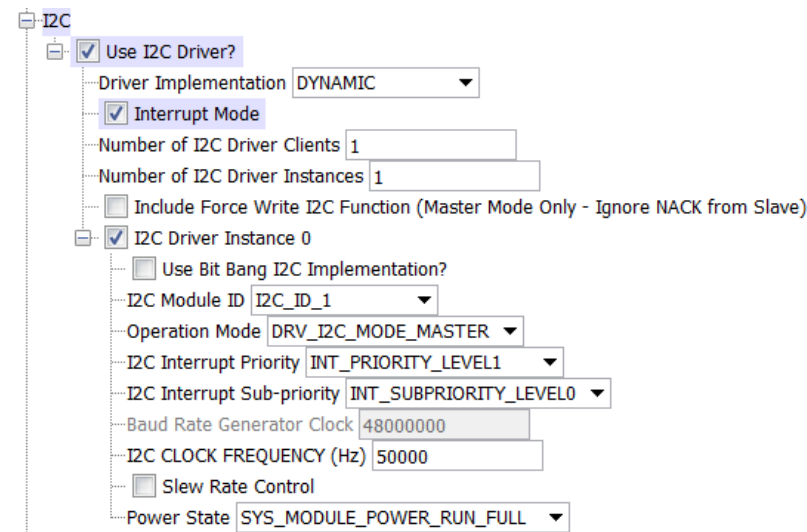 I2C
Use I2C Driver?
Driver Implementation DYNAMIC
Interrupt Mode
Number of I2C Driver Clients 1
Number of I2C Driver Instances 1
Include Force Write I2C Function (Master Mode Only - Ignore NACK from Slave)
I2C Driver Instance 0
Use Bit Bang I2C Implementation?
I2C Module ID I2C_ID_1
Operation Mode DRV_I2C_MODE_MASTER
I2C Interrupt Priority INT_PRIORITY_LEVEL1
I2C Interrupt Sub-priority INT_SUBPRIORITY_LEVEL0
Baud Rate Generator Clock 48000000
I2C CLOCK FREQUENCY (Hz) 50000
Slew Rate Control
Power State SYS_MODULE_POWER_RUN_FULL